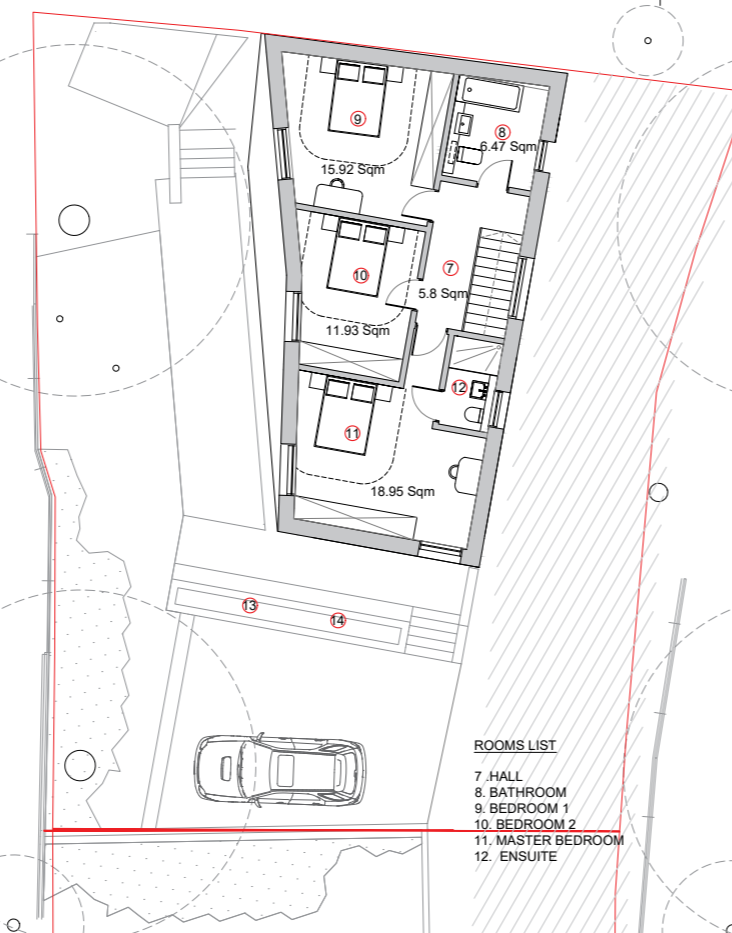 9
8
6.47 Sqm
15.92 Sqm
7
10
5.8 Sqm
11.93 Sqm
12
11
18.95 Sqm
13
14
ROOMS LIST
7 .HALL
8. BATHROOM
9. BEDROOM 1
10. BEDROOM 2
11. MASTER BEDROOM
12. ENSUITE